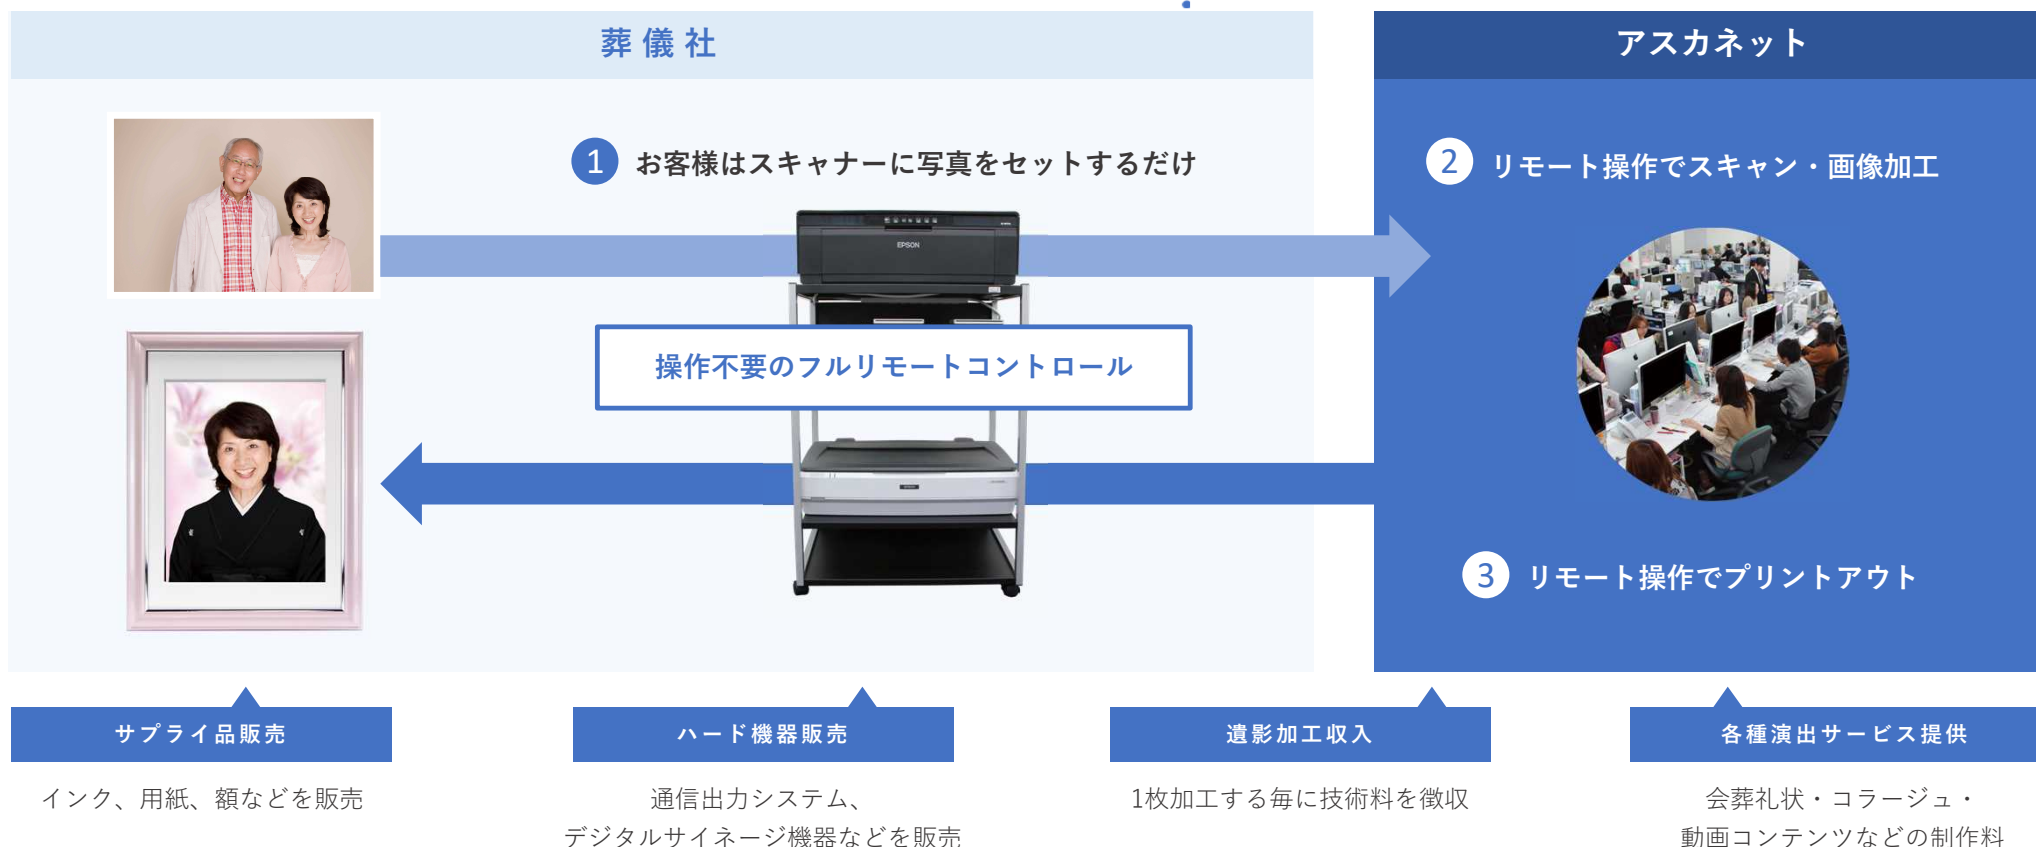 葬儀社
アスカネット
1 お客様はスキャナーに写真をセットするだけ
2 リモート操作でスキャン・画像加工
EPSON
操作不要のフルリモートコントロール
EPSON
3 リモート操作でプリントアウト
サプライ品販売
インク、用紙、額などを販売
ハード機器販売
通信出力システム、
デジタルサイネージ機器などを販売
遺影加工収入
1枚加工する毎に技術料を徴収
各種演出サービス提供
会葬礼状・コラージュ・
動画コンテンツなどの制作料